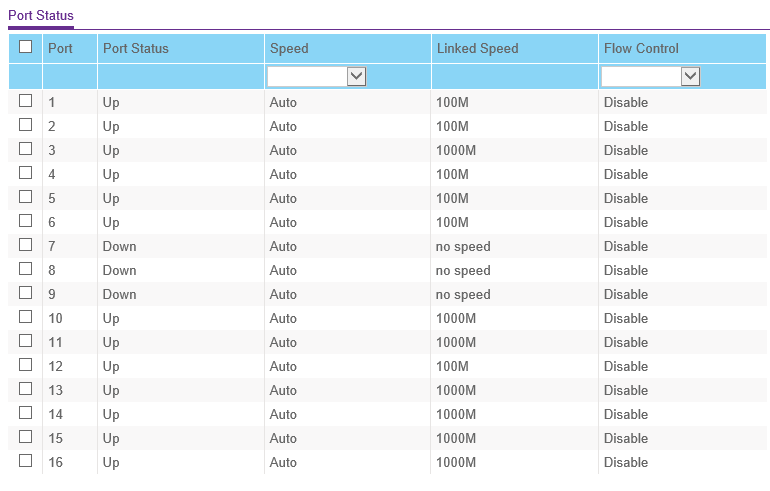 Port Status
Port Port Status Speed Linked Speed Flow Control
1 Up Auto 100M Disable
2 Up Auto 100M Disable
3 Up Auto 1000M Disable
4 Up Auto 100M Disable
5 Up Auto 100M Disable
6 Up Auto 100M Disable
7 Down Auto no speed Disable
8 Down Auto no speed Disable
9 Down Auto no speed Disable
10 Up Auto 1000M Disable
11 Up Auto 1000M Disable
12 Up Auto 100M Disable
13 Up Auto 1000M Disable
14 Up Auto 1000M Disable
15 Up Auto 1000M Disable
16 Up Auto 1000M Disable